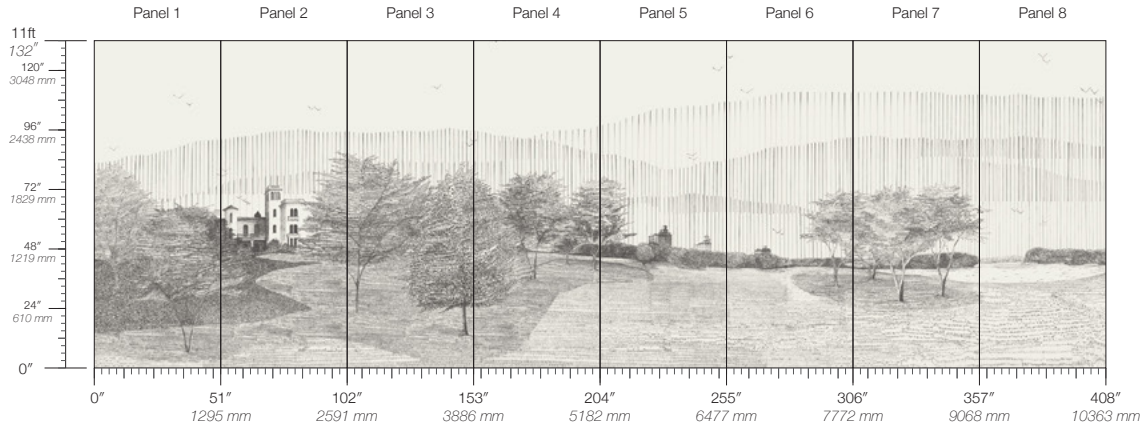 Panel 1 Panel 2 Panel 3 Panel 4 Panel 5 Panel 6 Panel 7 Panel 8
11ft
132″
120″
3048 mm
96″
2438 mm
72″
1829 mm
48″
1219 mm
24″
610 mm
0″
0″ 51″ 102″ 153″ 204″ 255″ 306″ 357″ 408″
1295 mm 2591 mm 3886 mm 5182 mm 6477 mm 7772 mm 9068 mm 10363 mm